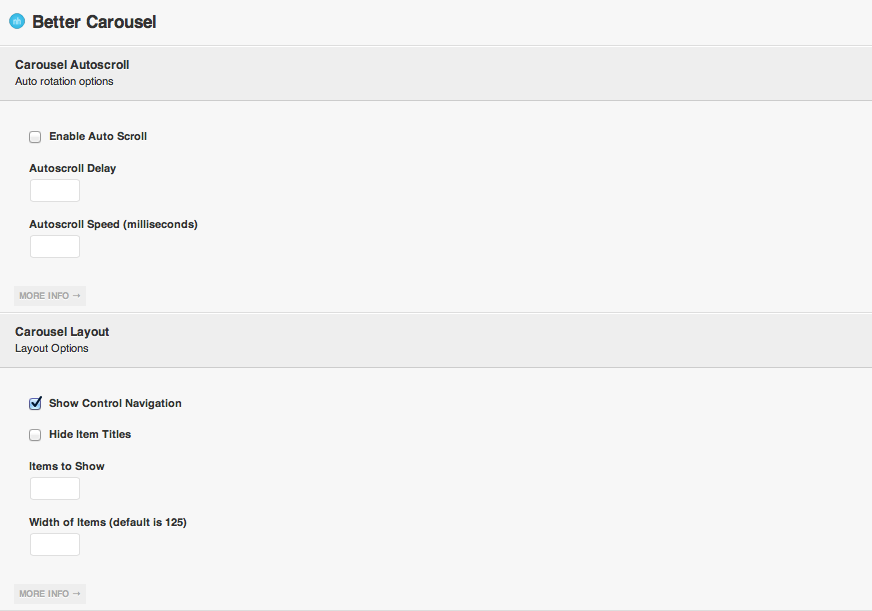 Better Carousel
Carousel Autoscroll
Auto rotation options
Enable Auto Scroll
Autoscroll Delay
Autoscroll Speed (milliseconds)
MORE INFO →
Carousel Layout
Layout Options
Show Control Navigation
Hide Item Titles
Items to Show
Width of Items (default is 125)
MORE INFO →